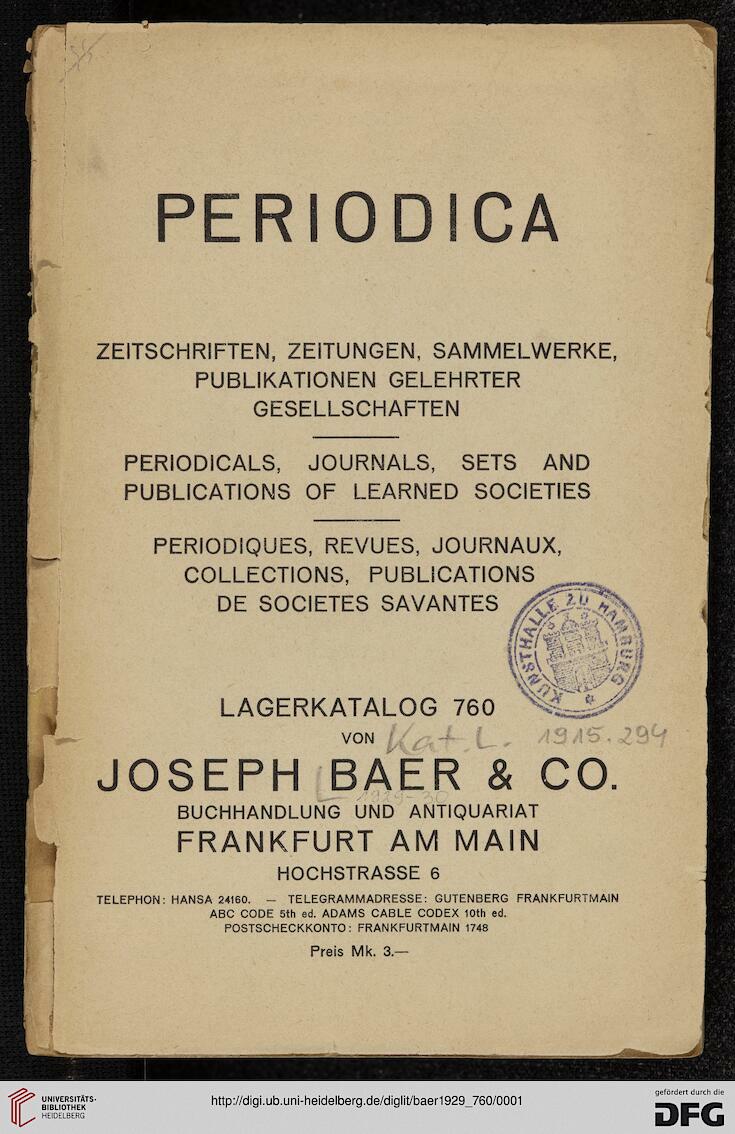 PERIODICA
ZEITSCHRIFTEN, ZEITUNGEN, SAMMELWERKE,
PUBLIKATIONEN GELEHRTER
GESELLSCHAFTEN
PERIODICALS, JOURNALS, SETS AND
PUBLICATIONS OF LEARNED SOCIETIES
PERIODIQUES, REVUES, JOURNAUX,
COLLECTIONS, PUBLICATIONS
DE SOCIETES SAVANTES
KUNSTHALLE ZU HAMBURG
LAGERKATALOG 760
VON
Kat. L. 1915.294
JOSEPH BAER & CO.
1929-30
BUCHHANDLUNG UND ANTIQUARIAT
FRANKFURT AM MAIN
HOCHSTRASSE 6
TELEPHON: HANSA 24160. — TELEGRAMMADRESSE: GUTENBERG FRANKFURTMAIN
ABC CODE 5th ed. ADAMS CABLE CODEX 10th ed.
POSTSCHECKKONTO: FRANKFURTMAIN 1748
Preis Mk. 3.—
UNIVERSITÄTS-
BIBLIOTHEK
HEIDELBERG
http://digi.ub.uni-heidelberg.de/diglit/baer1929_760/0001
gefördert durch die
DFG